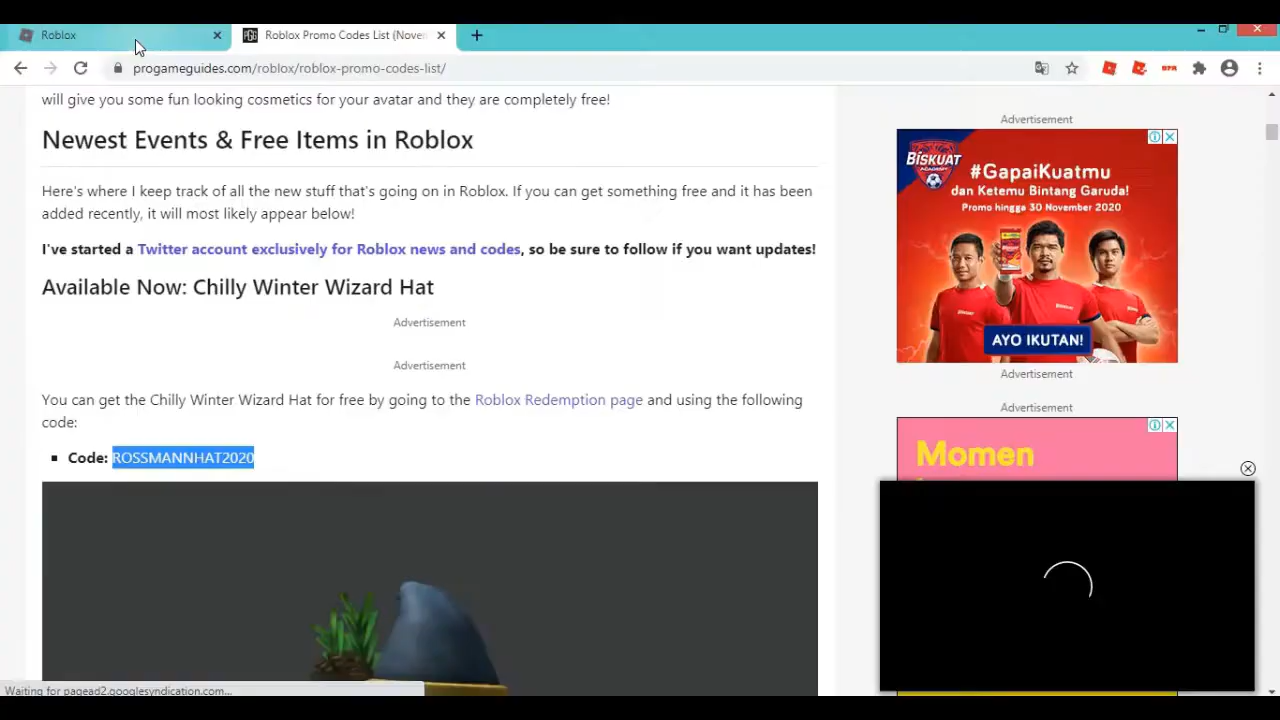 Roblox
Roblox Promo Codes List (Nove
progameguides.com/roblox/roblox-promo-codes-list/
will give you some fun looking cosmetics for your avatar and they are completely free!
Newest Events & Free Items in Roblox
Here's where I keep track of all the new stuff that's going on in Roblox. If you can get something free and it has been
added recently, it will most likely appear below!
I've started a Twitter account exclusively for Roblox news and codes, so be sure to follow if you want updates!
Available Now: Chilly Winter Wizard Hat
Advertisement
Advertisement
You can get the Chilly Winter Wizard Hat for free by going to the Roblox Redemption page and using the following
code:
Code: ROSSMANNHAT2020
Advertisement
BISKUAT
ACADEMY
#GapaiKuatmu
dan Ketemu Bintang Garuda!
Promo hingga 30 November 2020
AYO IKUTAN!
Advertisement
Advertisement
Momen
Waiting for pagead2.googlesyndication.com...